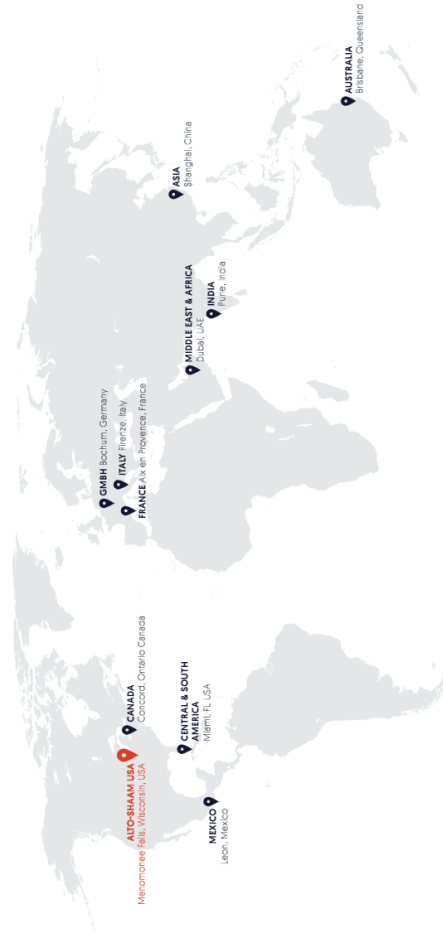 ALTO-SHAAM USA
Menomonee Falls, Wisconsin, USA
CANADA
Concord, Ontario Canada
CENTRAL & SOUTH
AMERICA
Miami, FL USA
MEXICO
Leon, Mexico
GMBH Bochum, Germany
ITALY Firenze, Italy
FRANCE Aix en Provence, France
MIDDLE EAST & AFRICA
Dubai, UAE
INDIA
Pune, India
ASIA
Shanghai, China
AUSTRALIA
Brisbane, Queensland